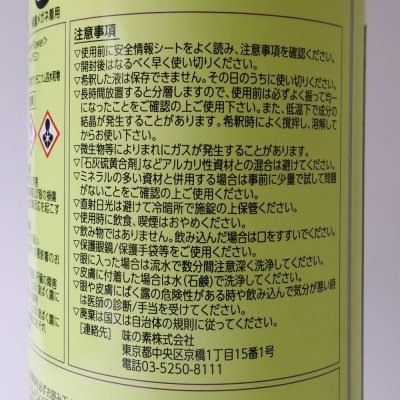 護メガネ着用
注意事項
▽使用前に安全情報シートをよく読み、注意事項を確認ください。
▽開封後はなるべく早く使い切りください。
▽希釈した液は保存できません。その日のうちに使い切りください。
▽長時間放置すると分層しますので、使用前は必ずよく振って均一
になったことをご確認の上ご使用下さい。また、低温下で成分の
結晶が発生することがあります。希釈時によく撹拌し、溶解して
からお使い下さい。
▽微生物等によりまれにガスが発生することがあります。
▽「石灰硫黄合剤」などアルカリ性資材との混合は避けてください。
▽ミネラルの多い資材と併用する場合は事前に少量で試して問題
がないことをご確認の上ご使用ください。
▽直射日光は避けて冷暗所で施錠の上保管ください。
▽使用時に飲食、喫煙はおやめください。
▽飲み物ではありません。飲み込んだ場合は口をすすいでください。
▽保護眼鏡/保護手袋等をご使用ください。
▽眼に入った場合は流水で数分間注意深く洗浄してください。
▽皮膚に付着した場合は水(石鹸)で洗浄してください。
▽眼や皮膚にばく露の危険性がある時や飲み込んで気分が悪い時
は医師の診断/手当を受けてください。
▽廃棄は国又は自治体の規則に従ってください。
[連絡先] 味の素株式会社
東京都中央区京橋1丁目15番1号
電話03-5250-8111